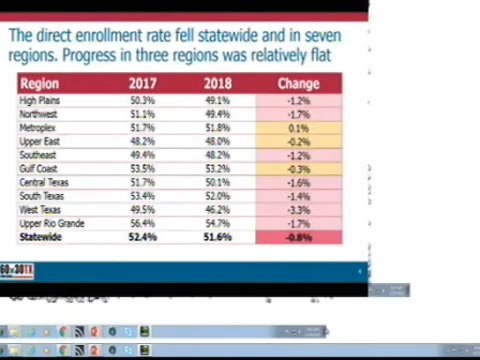 The direct enrollment rate fell statewide and in seven
regions. Progress in three regions was relatively flat
Region 2017 2018 Change
High Plains 50.3% 49.1% -1.2%
Northwest 51.1% 49.4% -1.7%
Metroplex 51.7% 51.8% 0.1%
Upper East 48.2% 48.0% -0.2%
Southeast 49.4% 48.2% -1.2%
Gulf Coast 53.5% 53.2% -0.3%
Central Texas 51.7% 50.1% -1.6%
South Texas 53.4% 52.0% -1.4%
West Texas 49.5% 46.2% -3.3%
Upper Rio Grande 56.4% 54.7% -1.7%
Statewide 52.4% 51.6% -0.8%
60x30TX